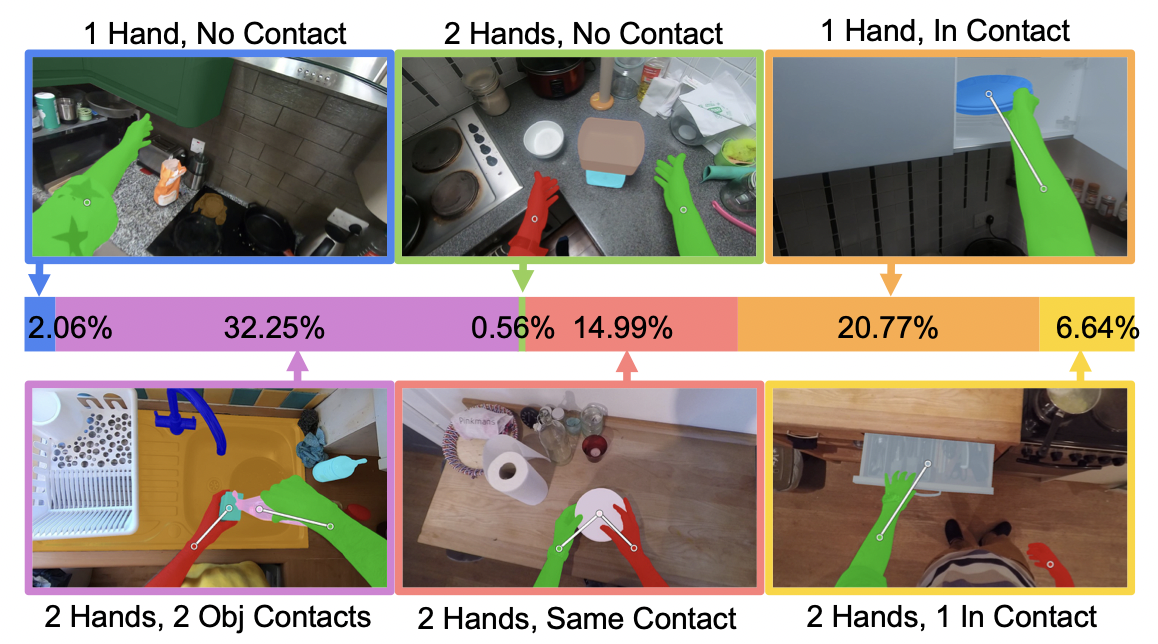 1 Hand, No Contact
2 Hands, No Contact
1 Hand, In Contact
2.06%
32.25%
0.56%
14.99%
20.77%
6.64%
Pinkmans
2 Hands, 2 Obj Contacts
2 Hands, Same Contact
2 Hands, 1 In Contact